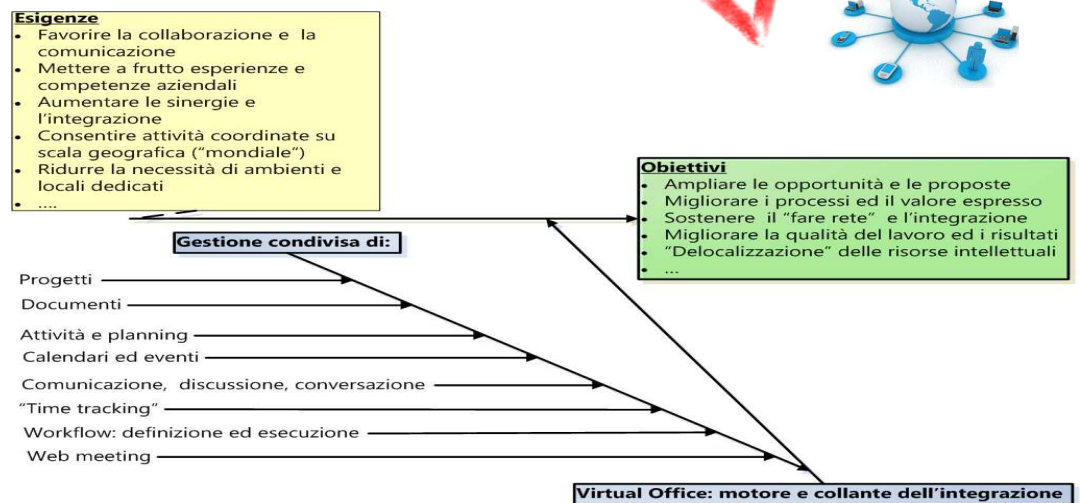 Esigenze
• Favorire la collaborazione e la
comunicazione
• Mettere a frutto esperienze e
competenze aziendali
• Aumentare le sinergie e
l'integrazione
• Consentire attività coordinate su
scala geografica ("mondiale")
• Ridurre la necessità di ambienti e
locali dedicati
• ....
Obiettivi
• Ampliare le opportunità e le proposte
• Migliorare i processi ed il valore espresso
• Sostenere il "fare rete" e l'integrazione
• Migliorare la qualità del lavoro ed i risultati
• "Delocalizzazione" delle risorse intellettuali
• ...
Gestione condivisa di:
Progetti
Documenti
Attività e planning
Calendari ed eventi
Comunicazione, discussione, conversazione
"Time tracking"
Workflow: definizione ed esecuzione
Web meeting
Virtual Office: motore e collante dell'integrazione